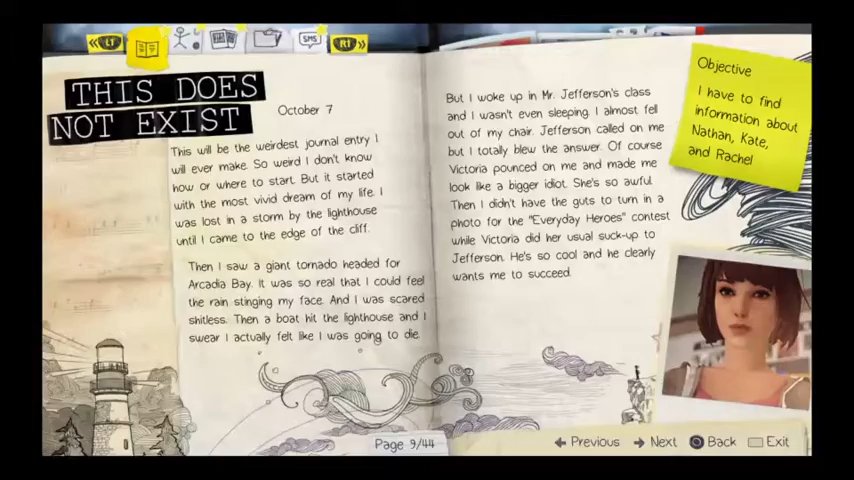 L1
SMS
R1
THIS DOES
NOT EXIST
October 7
This will be the weirdest journal entry I
will ever make. So weird I don't know
how or where to start. But it started
with the most vivid dream of my life. I
was lost in a storm by the lighthouse
until I came to the edge of the cliff.
Then I saw a giant tornado headed for
Arcadia Bay. It was so real that I could feel
the rain stinging my face. And I was scared
shitless. Then a boat hit the lighthouse and I
swear I actually felt like I was going to die.
But I woke up in Mr. Jefferson's class
and I wasn't even sleeping. I almost fell
out of my chair. Jefferson called on me
but I totally blew the answer. Of course
Victoria pounced on me and made me
look like a bigger idiot. She's so awful.
Then I didn't have the guts to turn in a
photo for the "Everyday Heroes" contest
while Victoria did her usual suck-up to
Jefferson. He's so cool and he clearly
wants me to succeed.
Objective
I have to find
information about
Nathan, Kate,
and Rachel
Page 9/44
Previous
Next
Back
Exit